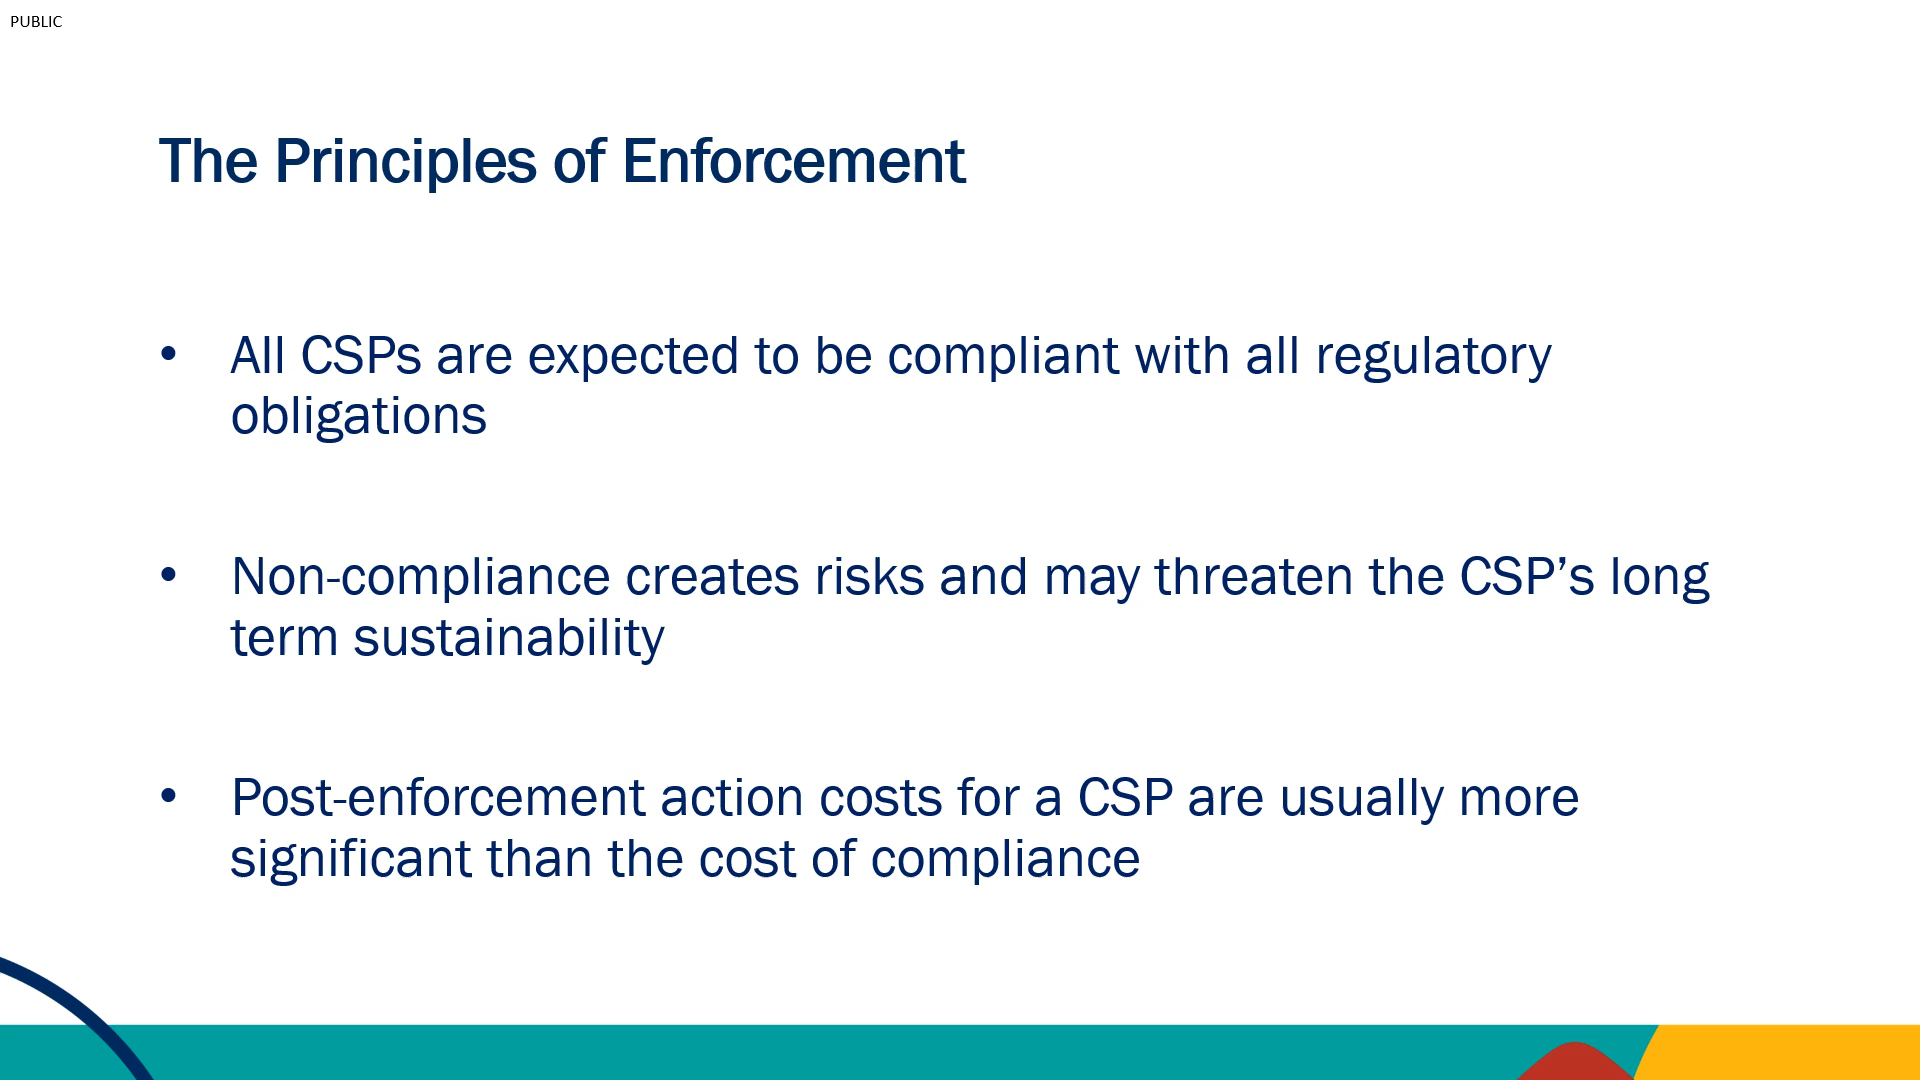 PUBLIC
The Principles of Enforcement
• All CSPs are expected to be compliant with all regulatory
obligations
• Non-compliance creates risks and may threaten the CSP’s long
term sustainability
• Post-enforcement action costs for a CSP are usually more
significant than the cost of compliance